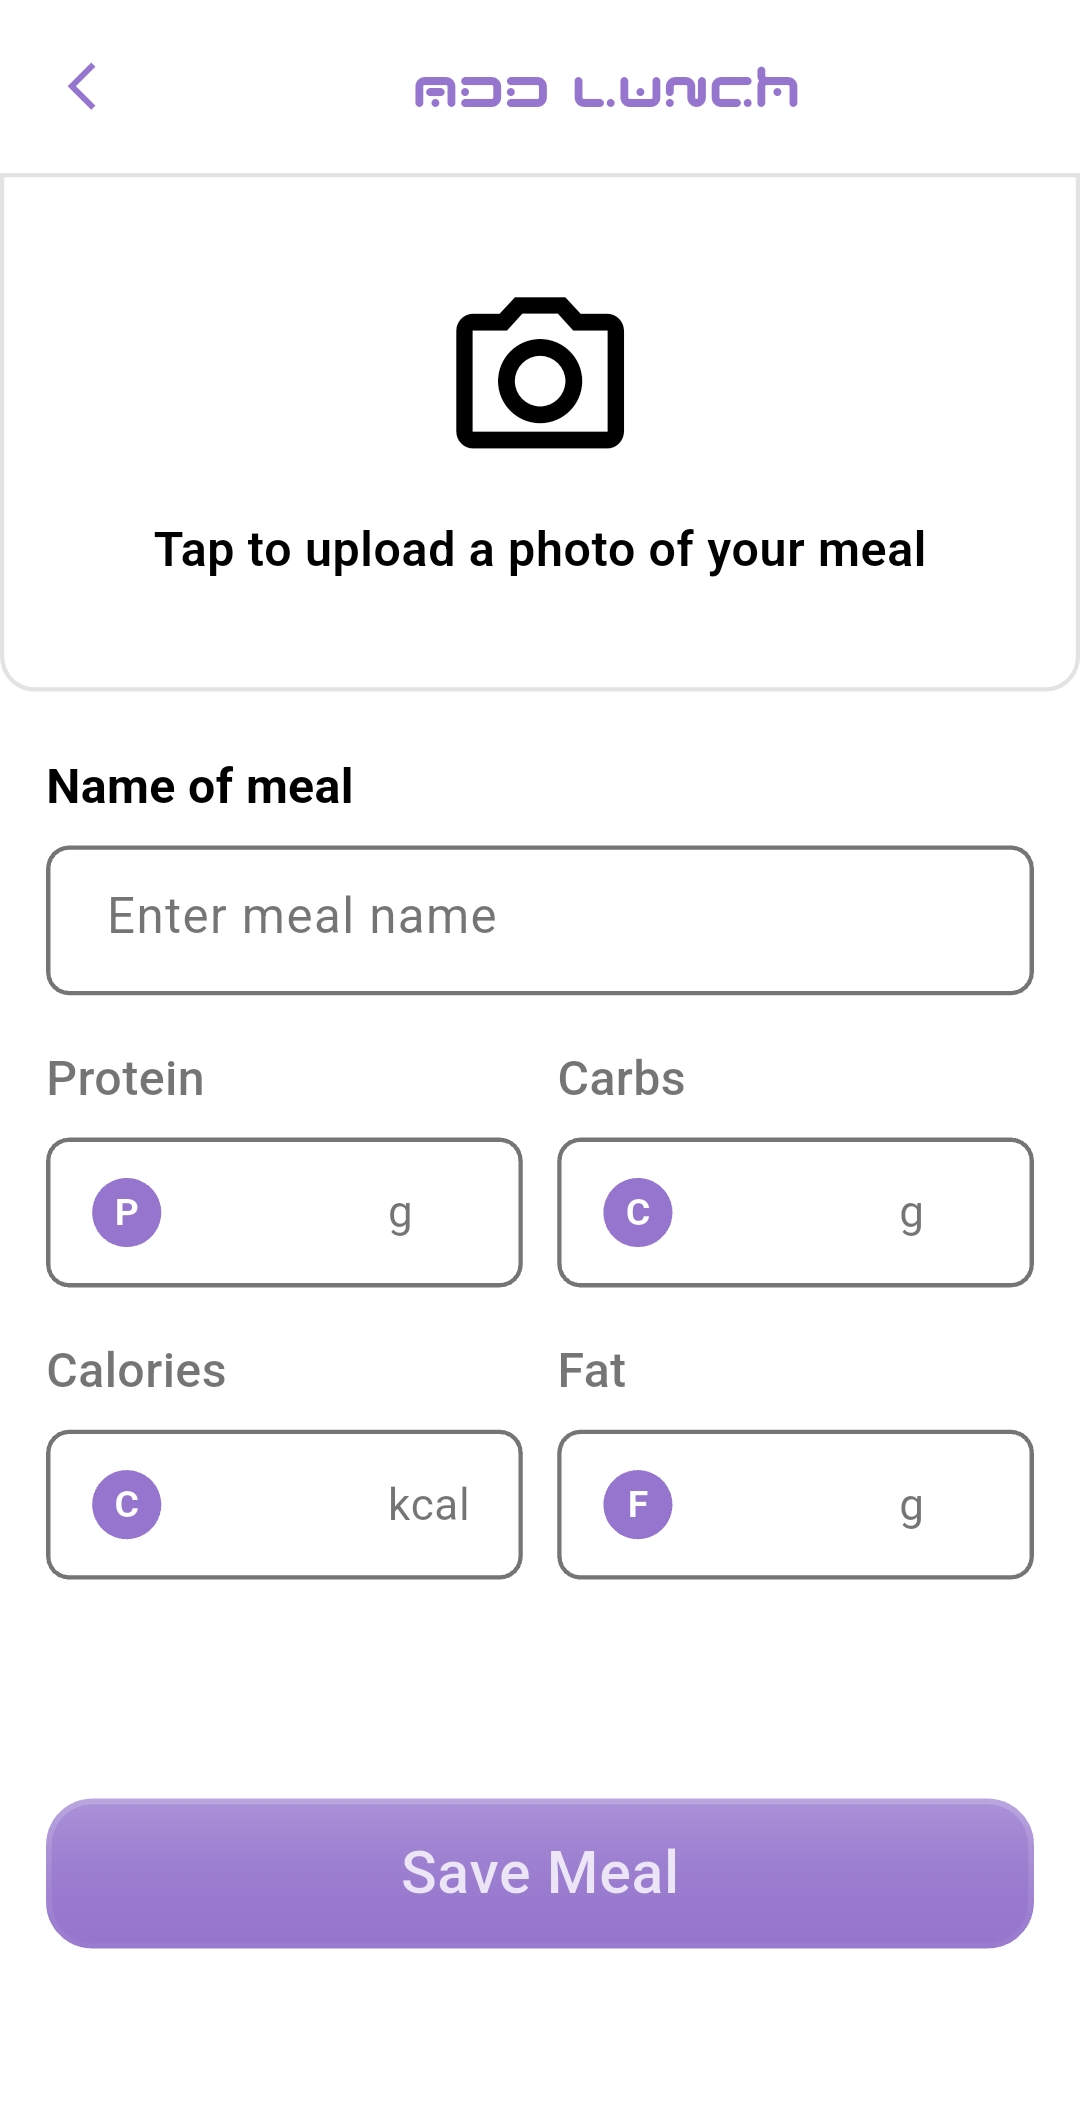 ADD LUNCH
Tap to upload a photo of your meal
Name of meal
Enter meal name
Protein Carbs
P g C g
Calories Fat
C kcal F g
Save Meal